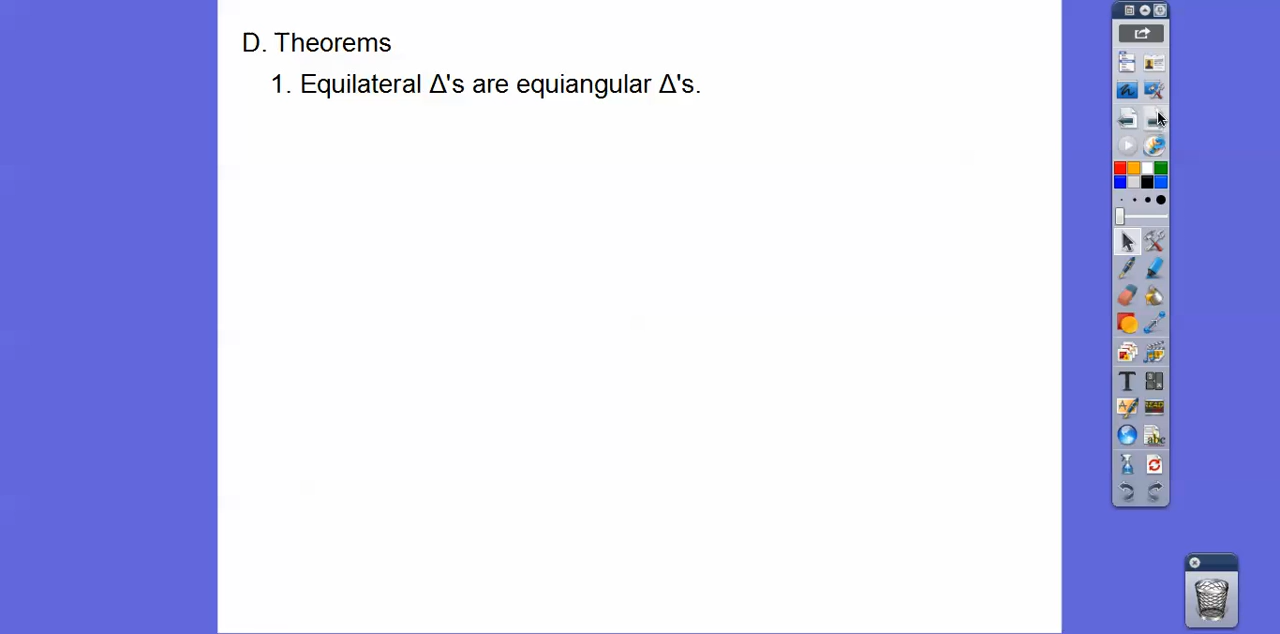 D. Theorems
1. Equilateral Δ's are equiangular Δ's.